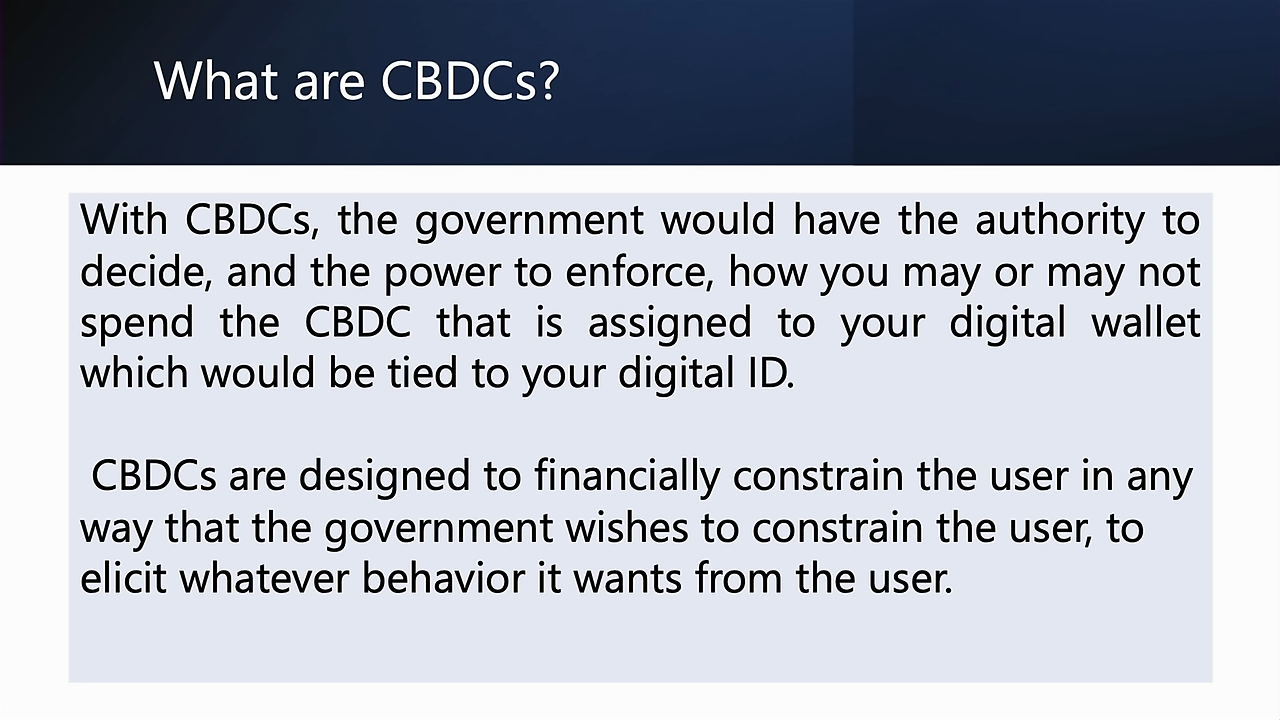 What are CBDCs?
With CBDCs, the government would have the authority to
decide, and the power to enforce, how you may or may not
spend the CBDC that is assigned to your digital wallet
which would be tied to your digital ID.
CBDCs are designed to financially constrain the user in any
way that the government wishes to constrain the user, to
elicit whatever behavior it wants from the user.